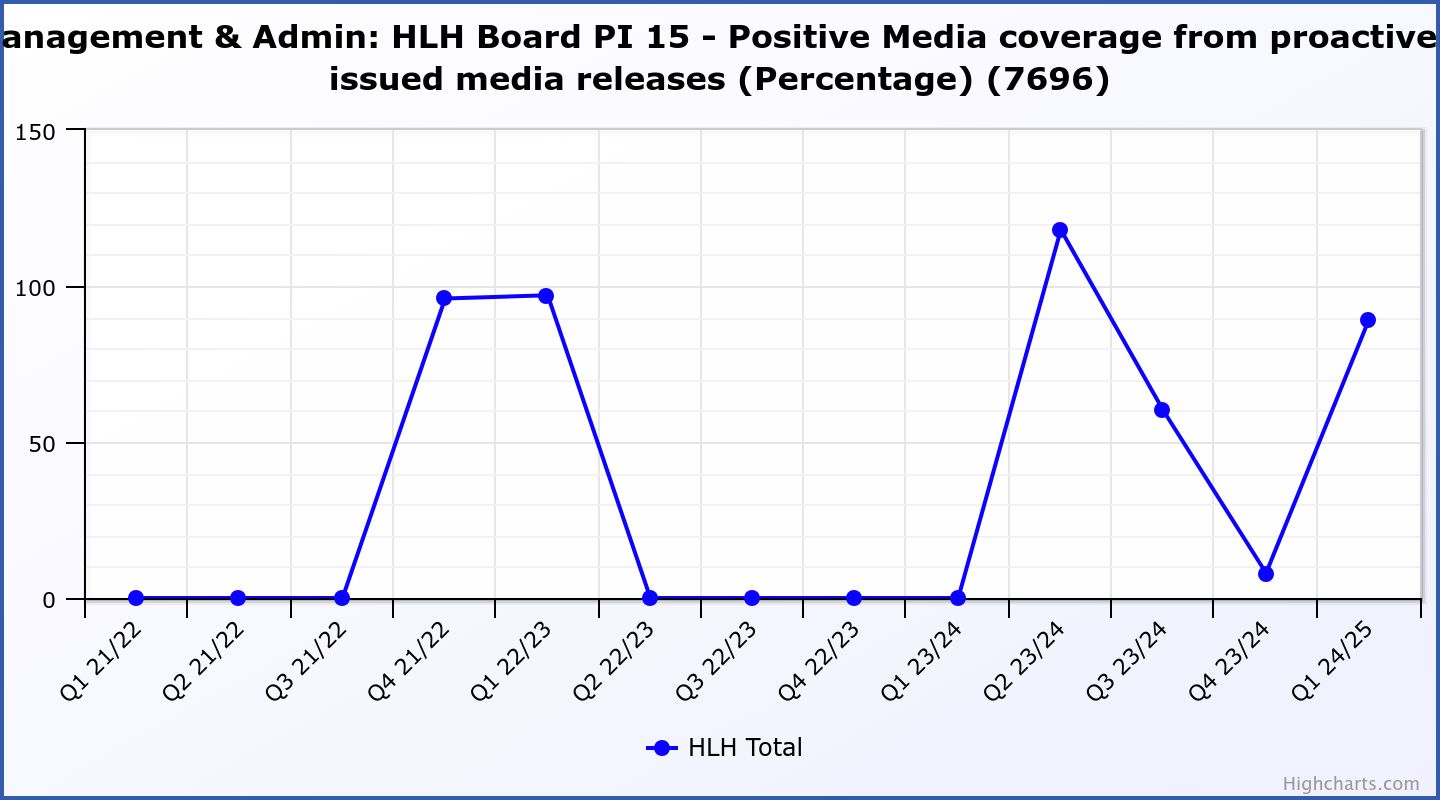 anagement & Admin: HLH Board PI 15 - Positive Media coverage from proactive
issued media releases (Percentage) (7696)
150
100
50
0
Q1 21/22
Q2 21/22
Q3 21/22
Q4 21/22
Q1 22/23
Q2 22/23
Q3 22/23
Q4 22/23
Q1 23/24
Q2 23/24
Q3 23/24
Q4 23/24
Q1 24/25
HLH Total
Highcharts.com